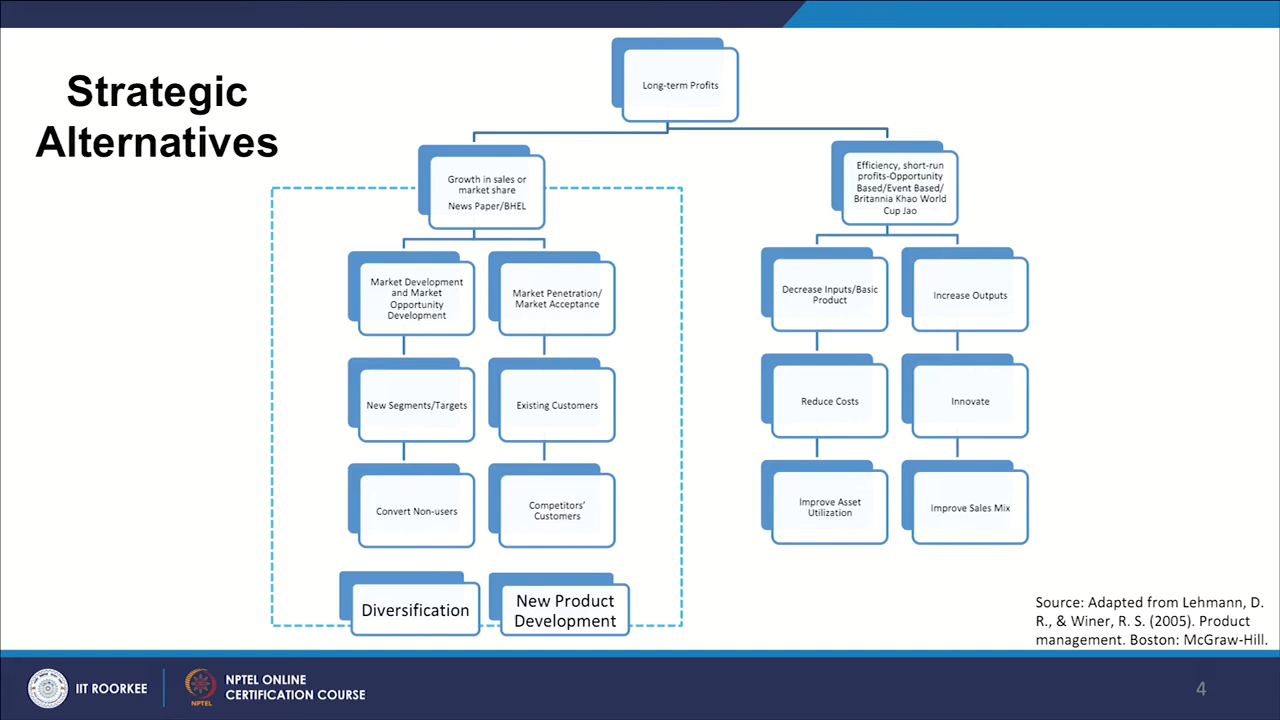 Strategic
Alternatives
Long-term Profits
Growth in sales or
market share
News Paper/BHEL
Efficiency, short-run
profits-Opportunity
Based/Event Based/
Britannia Khao World
Cup Jao
Market Development
and Market
Opportunity
Development
Market Penetration/
Market Acceptance
Decrease Inputs/Basic
Product
Increase Outputs
New Segments/Targets
Existing Customers
Reduce Costs
Innovate
Convert Non-users
Competitors’
Customers
Improve Asset
Utilization
Improve Sales Mix
Diversification
New Product
Development
Source: Adapted from Lehmann, D.
R., & Winer, R. S. (2005). Product
management. Boston: McGraw-Hill.
IIT ROORKEE
NPTEL
NPTEL ONLINE
CERTIFICATION COURSE
4